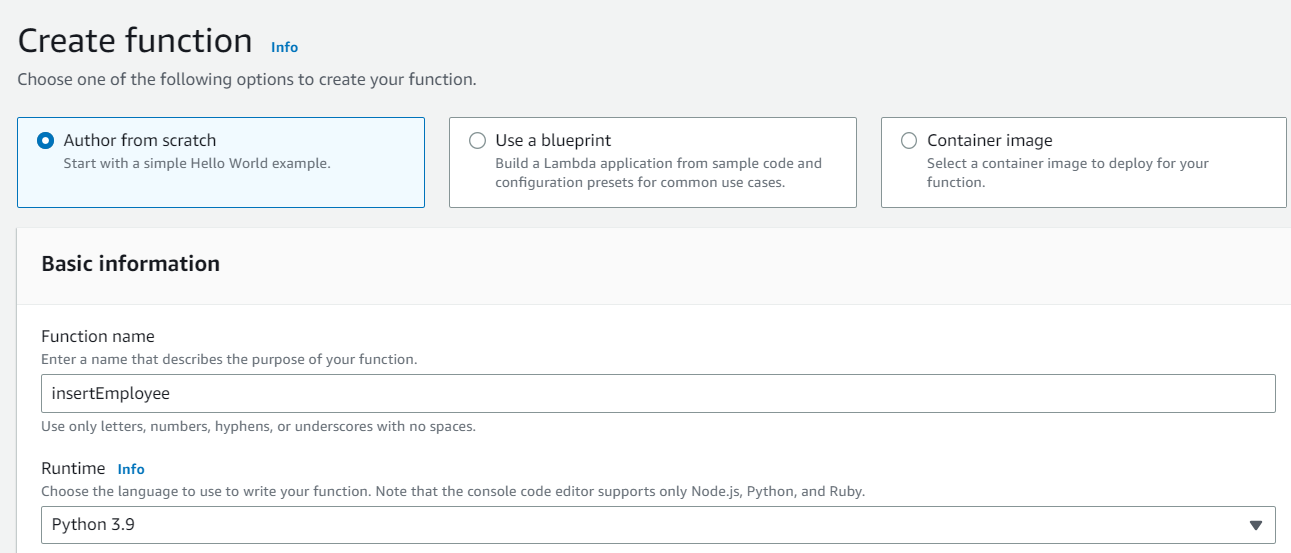 Create function Info
Choose one of the following options to create your function.
Author from scratch
Start with a simple Hello World example.
Use a blueprint
Build a Lambda application from sample code and
configuration presets for common use cases.
Container image
Select a container image to deploy for your
function.
Basic information
Function name
Enter a name that describes the purpose of your function.
insertEmployee
Use only letters, numbers, hyphens, or underscores with no spaces.
Runtime Info
Choose the language to use to write your function. Note that the console code editor supports only Node.js, Python, and Ruby.
Python 3.9